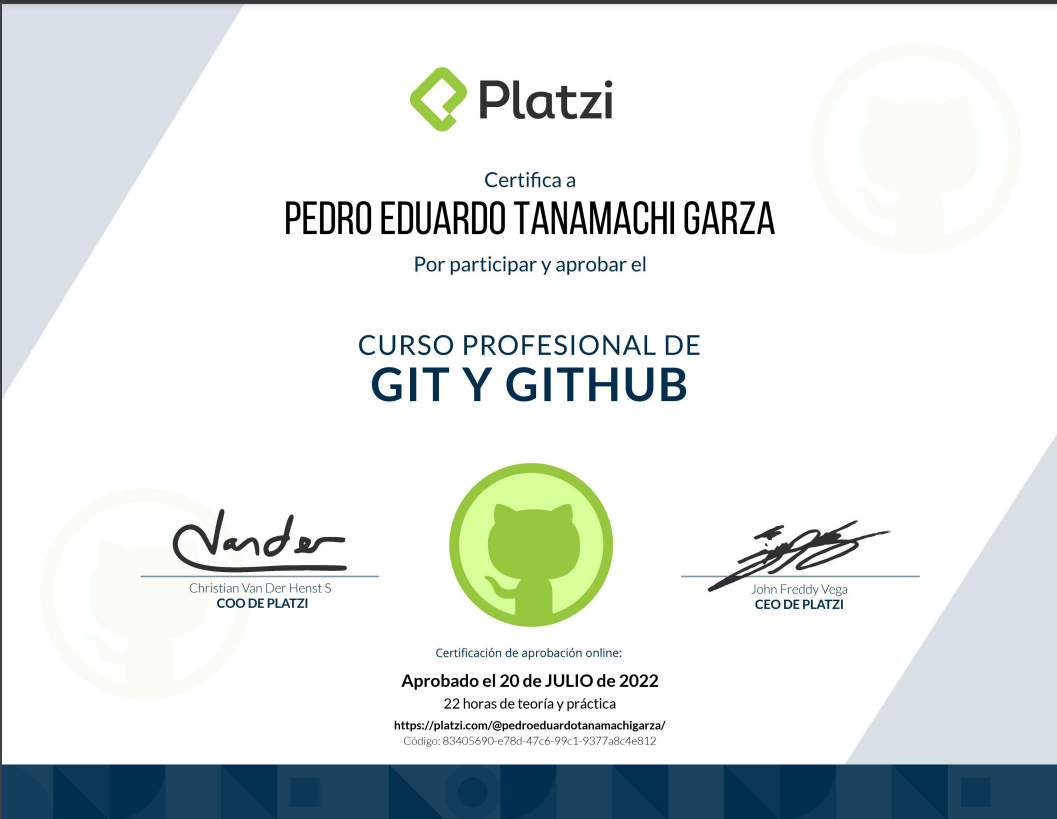 Platzi
Certifica a
PEDRO EDUARDO TANAMACHI GARZA
Por participar y aprobar el
CURSO PROFESIONAL DE
GIT Y GITHUB
Vander
Christian Van Der Henst S
COO DE PLATZI
John Freddy Vega
CEO DE PLATZI
Certificación de aprobación online:
Aprobado el 20 de JULIO de 2022
22 horas de teoría y práctica
https://platzi.com/@pedroeduardotanamachigarza/
Código: 83405690-e78d-47c6-99c1-9377a8c4e812